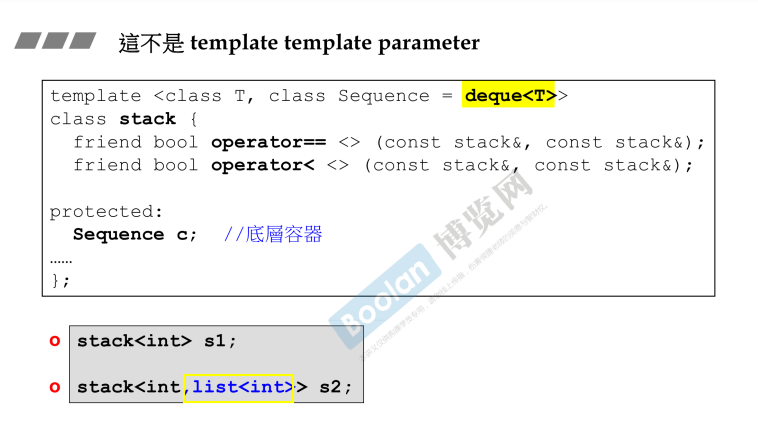 這不是 template template parameter
template <class T, class Sequence = deque<T>>
class stack {
friend bool operator== <> (const stack&, const stack&);
friend bool operator< <> (const stack&, const stack&);
protected:
Sequence c; //底層容器
……
};
Boolan 博览网
o stack<int> s1;
o stack<int,list<int>> s2;